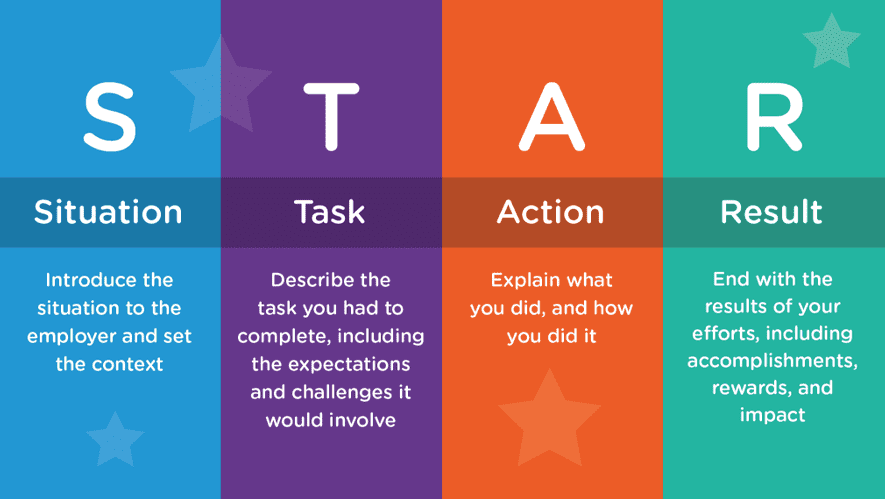 S
Situation
Introduce the
situation to the
employer and set
the context
T
Task
Describe the
task you had to
complete, including
the expectations
and challenges it
would involve
A
Action
Explain what
you did, and how
you did it
R
Result
End with the
results of your
efforts, including
accomplishments,
rewards, and
impact